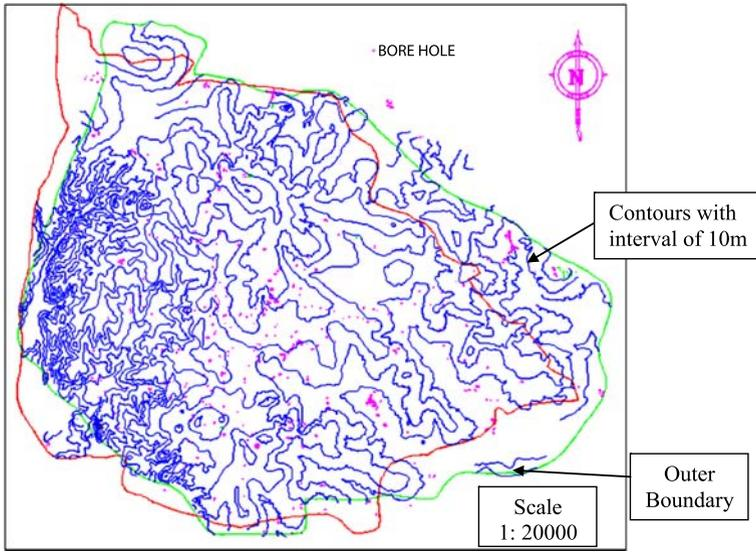 BORE HOLE
N
Contours with
interval of 10m
Outer
Boundary
Scale
1: 20000